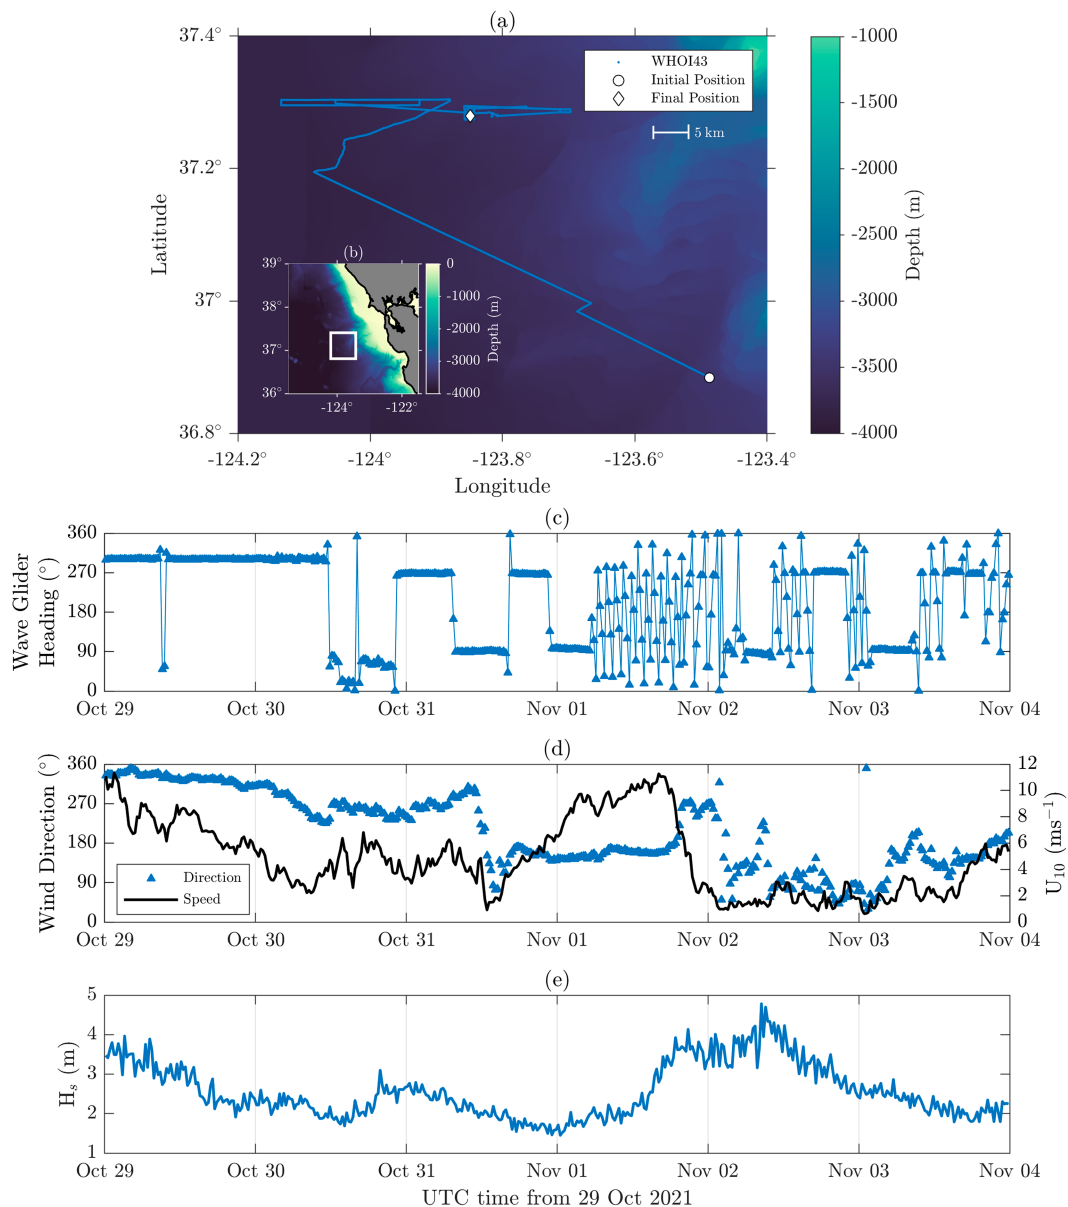 (a)
37.4°
37.2°
37°
36.8°
Latitude
-124.2
-124°
-123.8°
-123.6°
-123.4°
Longitude
WHOI43
Initial Position
Final Position
5 km
-1000
-1500
-2000
-2500
-3000
-3500
-4000
Depth (m)
(b)
39°
38°
37°
36°
-124°
-122°
0
-1000
-2000
-3000
-4000
Depth (m)
(c)
Wave Glider
Heading (°)
360
270
180
90
0
Oct 29 Oct 30 Oct 31 Nov 01 Nov 02 Nov 03 Nov 04
(d)
Wind Direction (°)
360
270
180
90
0
Direction
Speed
12
10
8
6
4
2
0
U10 (ms−1)
Oct 29 Oct 30 Oct 31 Nov 01 Nov 02 Nov 03 Nov 04
(e)
Hs (m)
5
4
3
2
1
Oct 29 Oct 30 Oct 31 Nov 01 Nov 02 Nov 03 Nov 04
UTC time from 29 Oct 2021